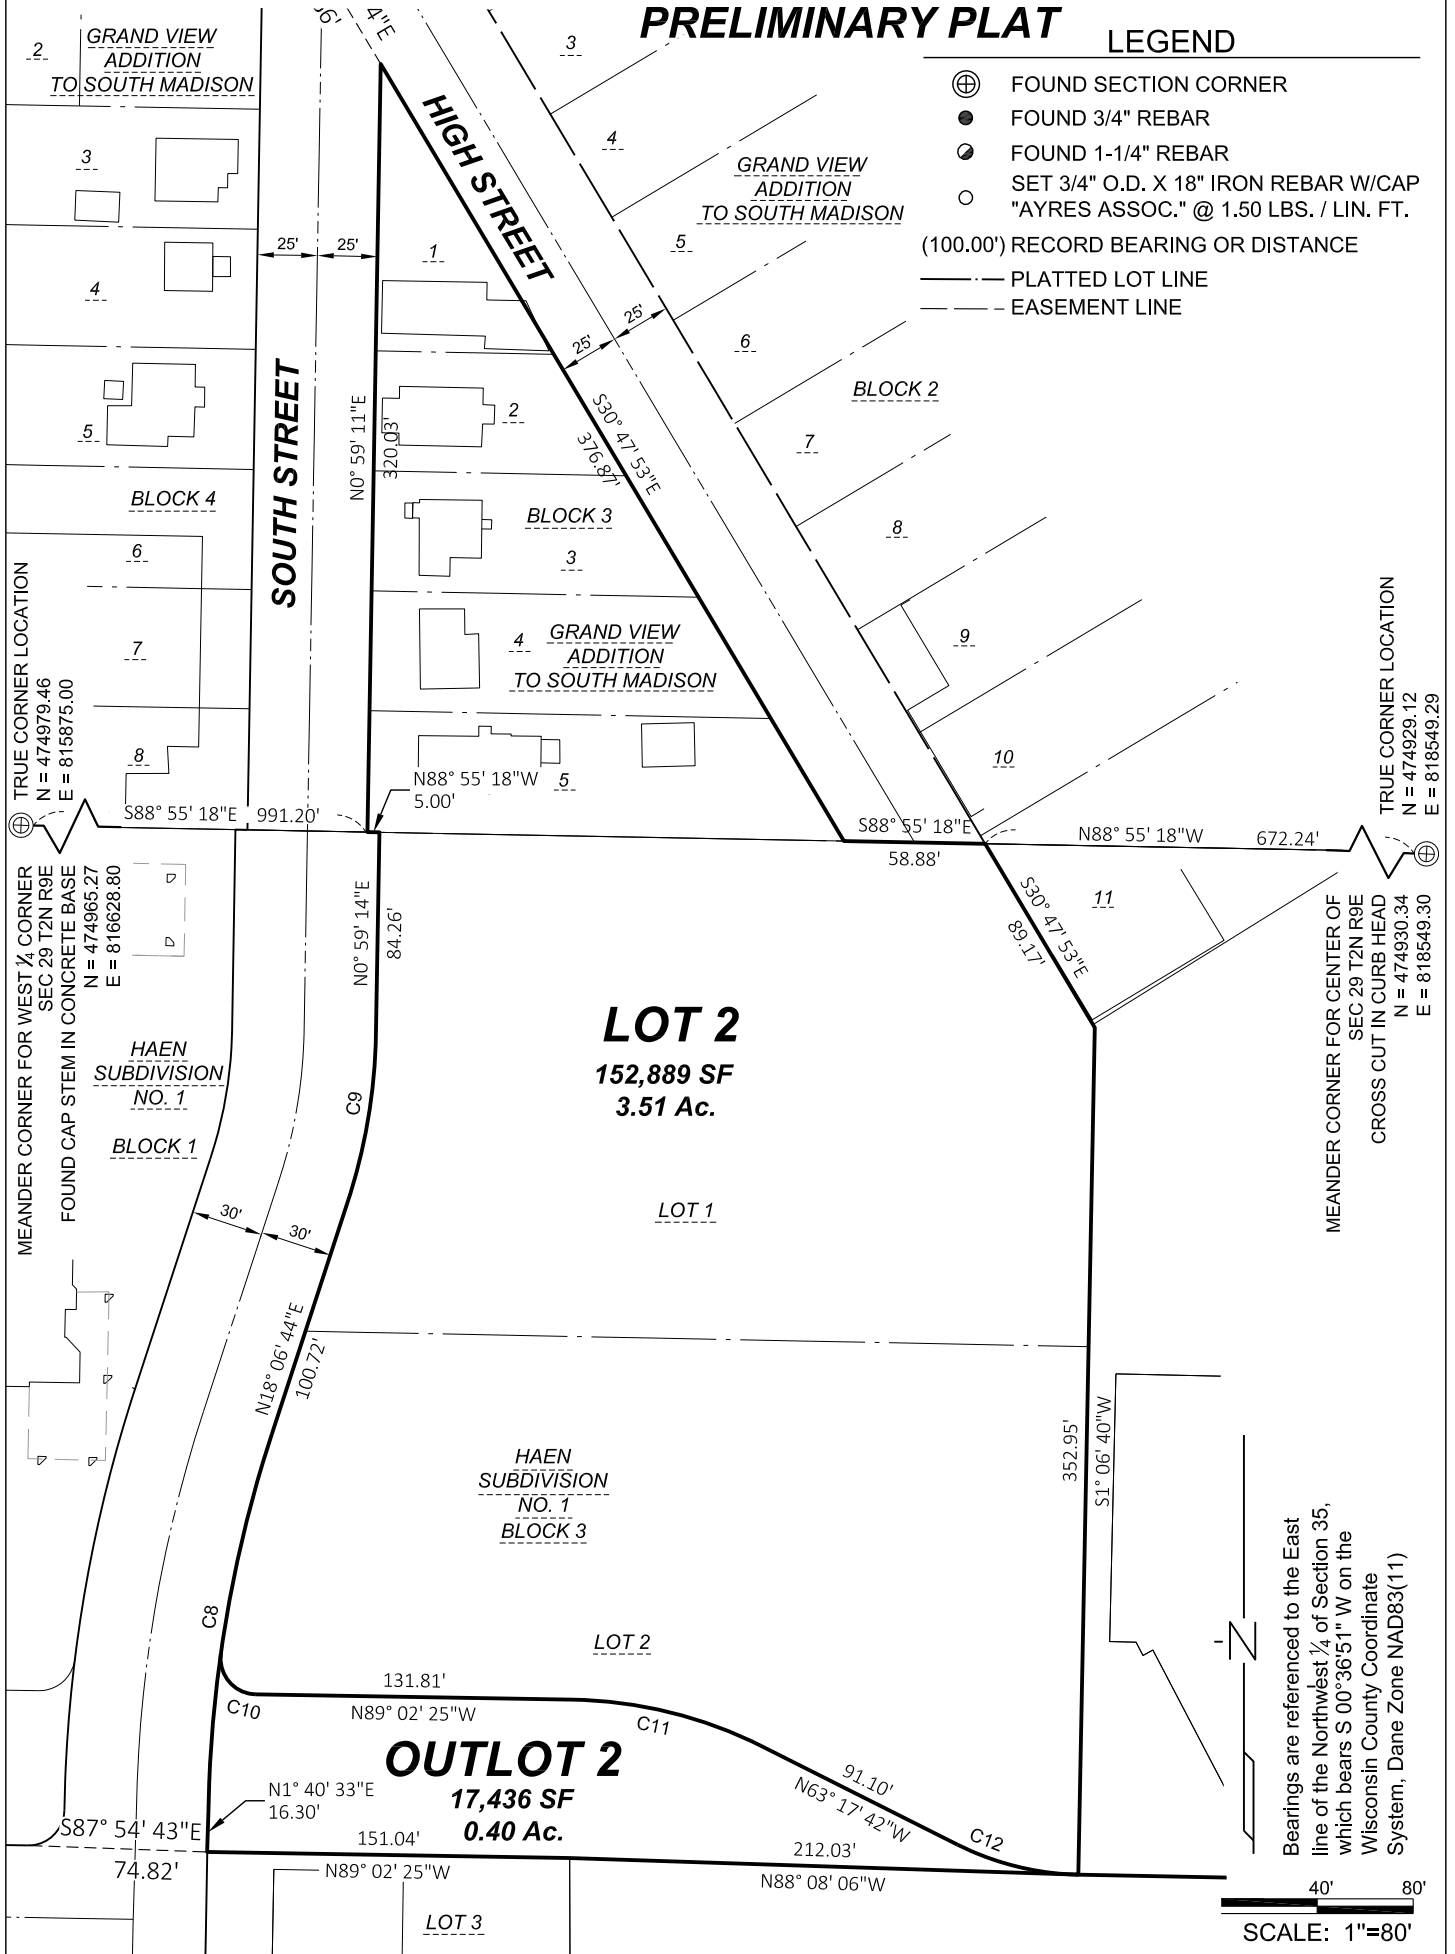 PRELIMINARY PLAT
LEGEND
FOUND SECTION CORNER
FOUND 3/4" REBAR
FOUND 1-1/4" REBAR
SET 3/4" O.D. X 18" IRON REBAR W/CAP
"AYRES ASSOC." @ 1.50 LBS. / LIN. FT.
(100.00') RECORD BEARING OR DISTANCE
PLATTED LOT LINE
EASEMENT LINE
2
GRAND VIEW
ADDITION
TO SOUTH MADISON
3
4
5
BLOCK 4
6
7
8
25'
25'
SOUTH STREET
N0° 59' 11"E
320.03'
4"E
HIGH STREET
1
2
BLOCK 3
3
4
GRAND VIEW
ADDITION
TO SOUTH MADISON
5
25'
25'
S30° 47' 53"E
376.87'
3
4
GRAND VIEW
ADDITION
TO SOUTH MADISON
5
6
BLOCK 2
7
8
9
10
11
TRUE CORNER LOCATION
N = 474979.46
E = 815875.00
S88° 55' 18"E
991.20'
N88° 55' 18"W
5.00'
S88° 55' 18"E
58.88'
N88° 55' 18"W
672.24'
TRUE CORNER LOCATION
N = 474929.12
E = 818549.29
MEANDER CORNER FOR WEST ¼ CORNER
SEC 29 T2N R9E
FOUND CAP STEM IN CONCRETE BASE
N = 474965.27
E = 816628.80
MEANDER CORNER FOR CENTER OF
SEC 29 T2N R9E
CROSS CUT IN CURB HEAD
N = 474930.34
E = 818549.30
N0° 59' 14"E
84.26'
S30° 47' 53"E
89.17'
LOT 2
152,889 SF
3.51 Ac.
HAEN
SUBDIVISION
NO. 1
BLOCK 1
C9
LOT 1
30'
30'
N18° 06' 44"E
100.72'
352.95'
S1° 06' 40"W
HAEN
SUBDIVISION
NO. 1
BLOCK 3
C8
LOT 2
131.81'
N89° 02' 25"W
C10
C11
OUTLOT 2
17,436 SF
0.40 Ac.
91.10'
N63° 17' 42"W
C12
N1° 40' 33"E
16.30'
S87° 54' 43"E
74.82'
151.04'
N89° 02' 25"W
212.03'
N88° 08' 06"W
LOT 3
N
Bearings are referenced to the East
line of the Northwest ¼ of Section 35,
which bears S 00°36'51" W on the
Wisconsin County Coordinate
System, Dane Zone NAD83(11)
40'
80'
SCALE: 1"=80'